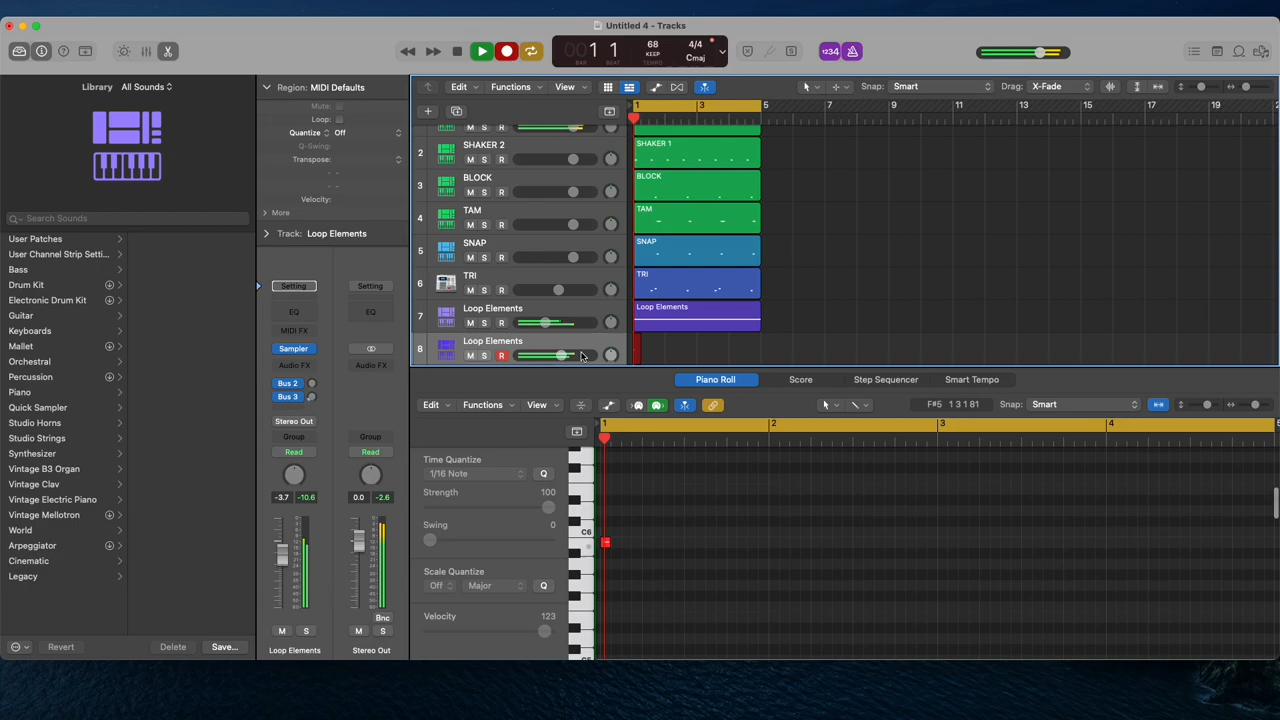 Untitled 4 - Tracks
00 1 1
BAR BEAT
68
KEEP
TEMPO
4/4
Cmaj
1234
Library All Sounds
Search Sounds
User Patches
User Channel Strip Setti...
Bass
Drum Kit
Electronic Drum Kit
Guitar
Keyboards
Mallet
Orchestral
Percussion
Piano
Quick Sampler
Studio Horns
Studio Strings
Synthesizer
Vintage B3 Organ
Vintage Clav
Vintage Electric Piano
Vintage Mellotron
World
Arpeggiator
Cinematic
Legacy
Revert Delete Save...
Region: MIDI Defaults
Mute:
Loop:
Quantize Off
Q-Swing:
Transpose:
Velocity:
More
Track: Loop Elements
Setting Setting
EQ EQ
MIDI FX
Sampler
Audio FX Audio FX
Bus 2
Bus 3
Stereo Out
Group Group
Read Read
-3.7 -10.6 0.0 -2.6
Bnc
M S M S
Loop Elements Stereo Out
Edit Functions View Snap: Smart Drag: X-Fade
1 3 5 7 9 11 13 15 17 19
M S R
2 SHAKER 2 M S R SHAKER 1
3 BLOCK M S R BLOCK
4 TAM M S R TAM
5 SNAP M S R SNAP
6 TRI M S R TRI
7 Loop Elements M S R Loop Elements
8 Loop Elements M S R
Piano Roll Score Step Sequencer Smart Tempo
Edit Functions View F#5 1 3 1 81 Snap: Smart
1 2 3 4
Time Quantize
1/16 Note Q
Strength 100
Swing 0
Scale Quantize
Off Major Q
Velocity 123
C6